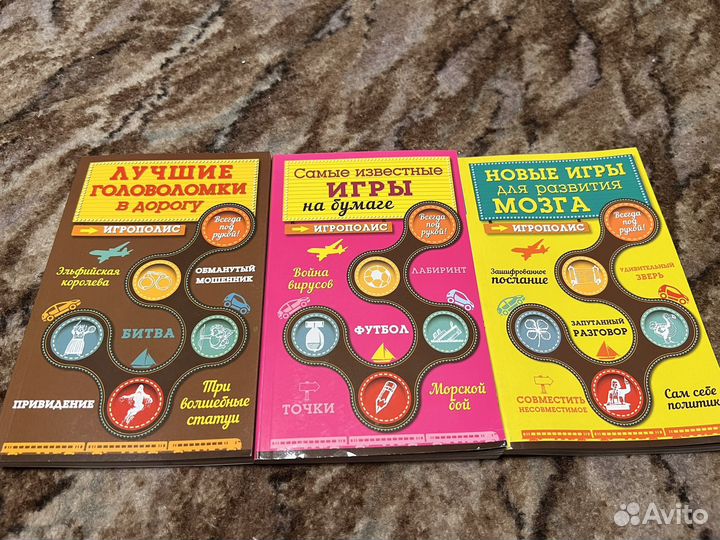 ЛУЧШИЕ
ГОЛОВОЛОМКИ
В ДОРОГУ
ИГРОПОЛИС
Всегда
под
рукой!
Эльфийская
королева
ОБМАНУТЫЙ
МОШЕННИК
БИТВА
ПРИВИДЕНИЕ
Три
волшебные
статуи
Самые известные
ИГРЫ
на бумаге
ИГРОПОЛИС
Всегда
под
рукой!
Война
вирусов
ЛАБИРИНТ
ФУТБОЛ
ТОЧКИ
Морской
бой
НОВЫЕ ИГРЫ
для развития
МОЗГА
ИГРОПОЛИС
Всегда
под
рукой!
Зашифрованное
послание
УДИВИТЕЛЬНЫЙ
ЗВЕРЬ
ЗАПУТАННЫЙ
РАЗГОВОР
СОВМЕСТИТЬ
НЕСОВМЕСТИМОЕ
Сам себе
политик
Avito